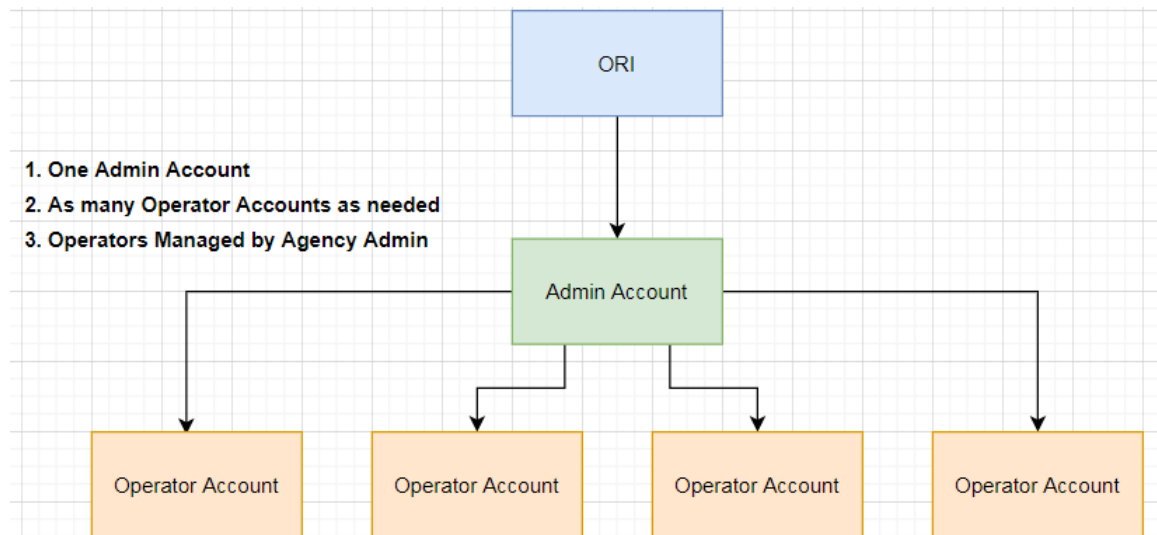 ORI
1. One Admin Account
2. As many Operator Accounts as needed
3. Operators Managed by Agency Admin
Admin Account
Operator Account
Operator Account
Operator Account
Operator Account